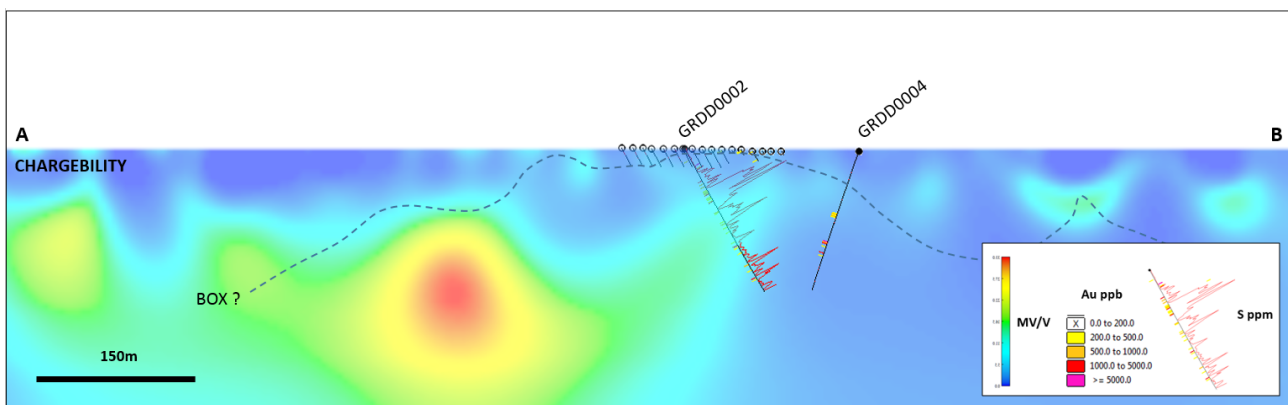 GRDD0002
GRDD0004
A
B
CHARGEBILITY
BOX ?
150m
MV/V
Au ppb
X 0.0 to 200.0
200.0 to 500.0
500.0 to 1000.0
1000.0 to 5000.0
>= 5000.0
S ppm